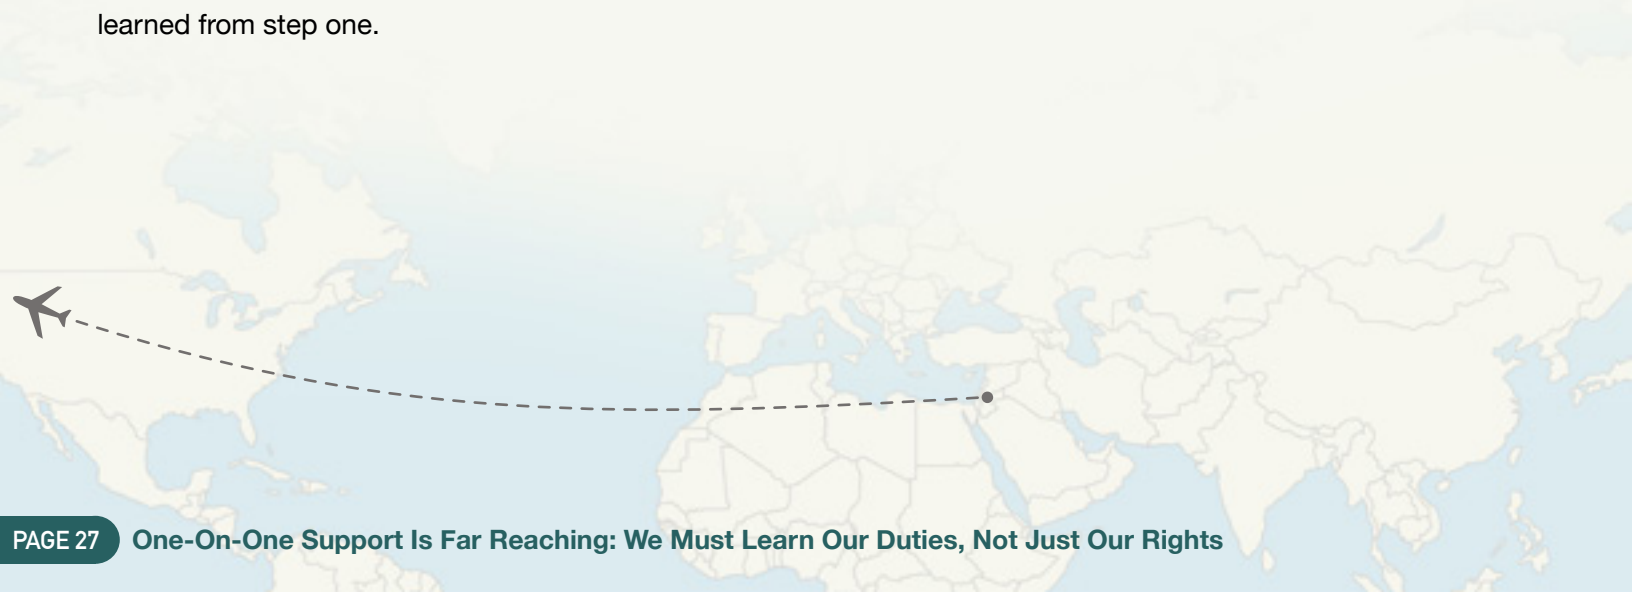 learned from step one.
PAGE 27 One-On-One Support Is Far Reaching: We Must Learn Our Duties, Not Just Our Rights